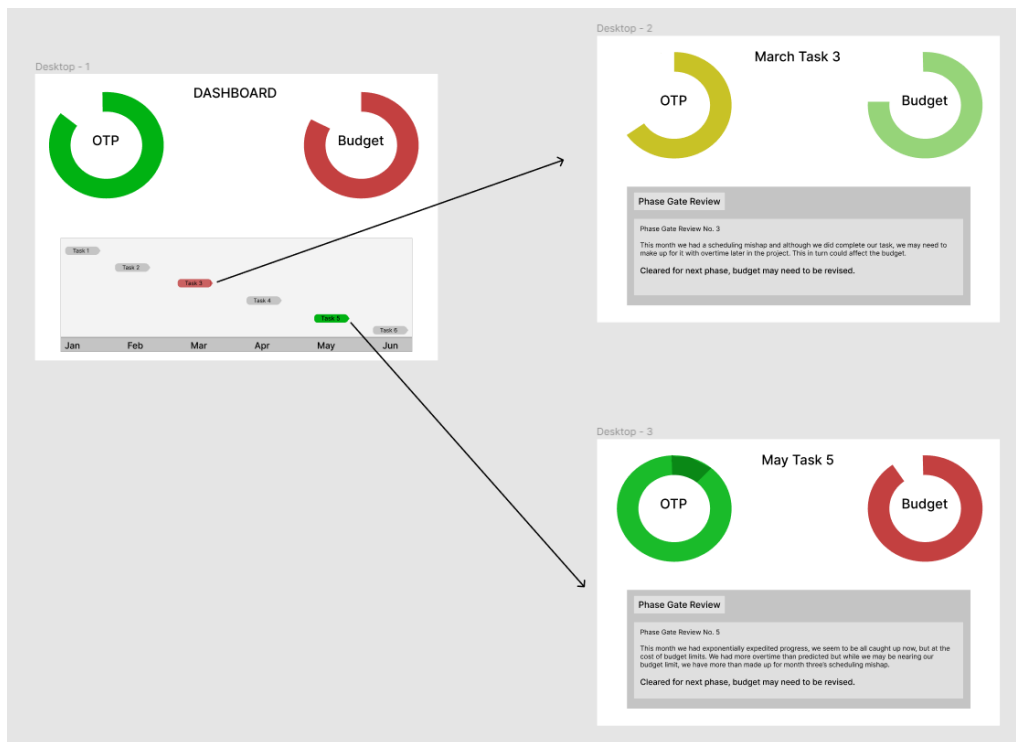 Desktop - 1
DASHBOARD
OTP
Budget
Task 1
Task 2
Task 3
Task 4
Task 5
Task 6
Jan Feb Mar Apr May Jun
Desktop - 2
March Task 3
OTP
Budget
Phase Gate Review
Phase Gate Review No. 3
This month we had a scheduling mishap and although we did complete our task, we may need to
make up for it with overtime later in the project. This in turn could affect the budget.
Cleared for next phase, budget may need to be revised.
Desktop - 3
May Task 5
OTP
Budget
Phase Gate Review
Phase Gate Review No. 5
This month we had exponentially expedited progress, we seem to be all caught up now, but at the
cost of budget limits. We had more overtime than predicted but while we may be nearing our
budget limit, we have more than made up for month three's scheduling mishap.
Cleared for next phase, budget may need to be revised.